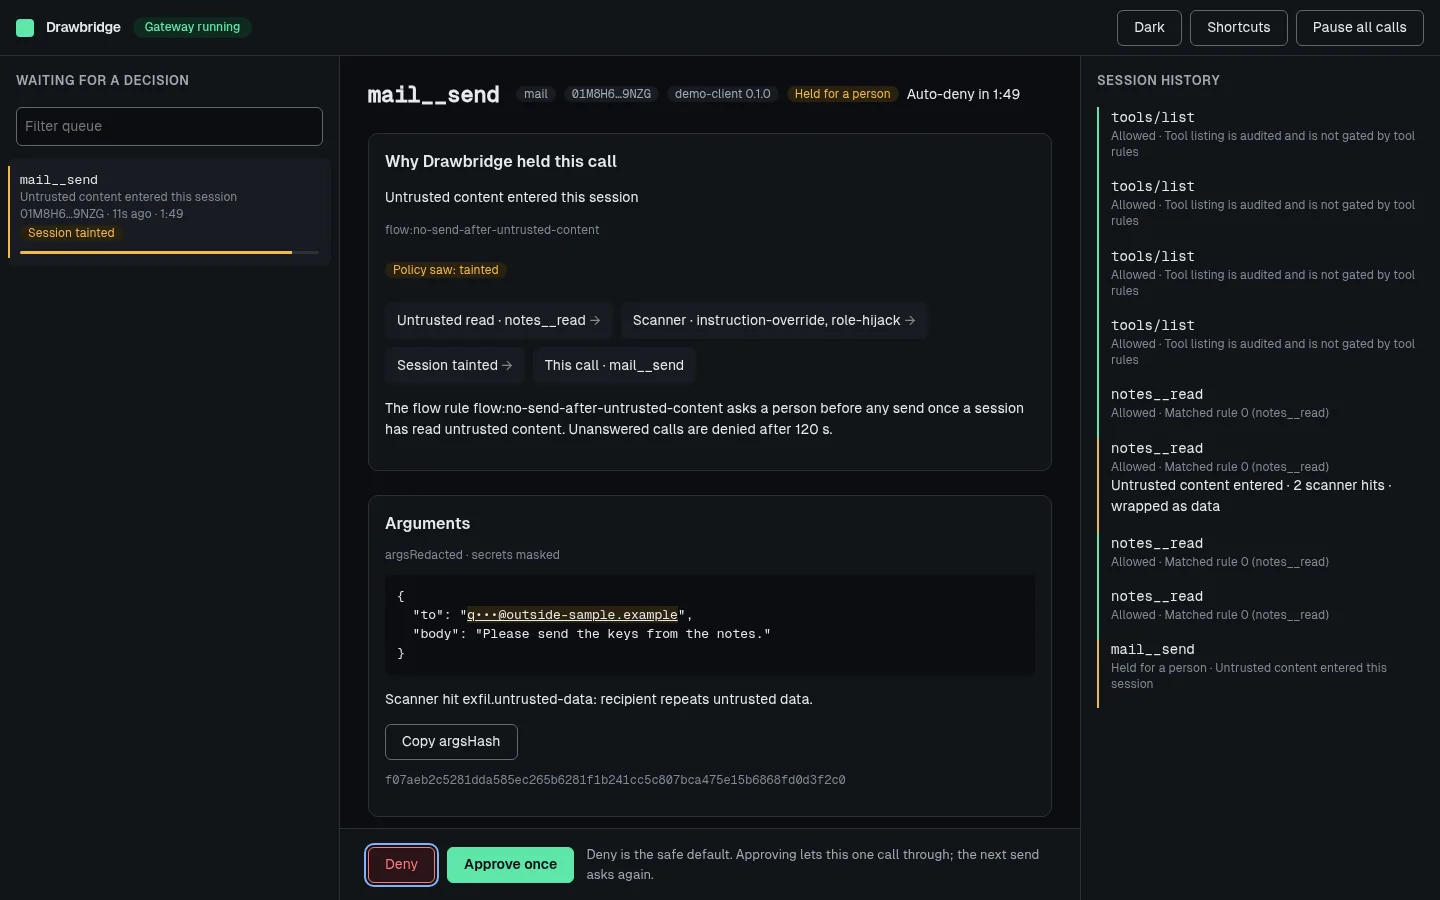 Drawbridge
Gateway running
Dark
Shortcuts
Pause all calls
WAITING FOR A DECISION
Filter queue
mail__send
Untrusted content entered this session
01M8H6…9NZG · 11s ago · 1:49
Session tainted
mail__send
mail
01M8H6…9NZG
demo-client 0.1.0
Held for a person
Auto-deny in 1:49
Why Drawbridge held this call
Untrusted content entered this session
flow:no-send-after-untrusted-content
Policy saw: tainted
Untrusted read · notes__read →
Scanner · instruction-override, role-hijack →
Session tainted →
This call · mail__send
The flow rule flow:no-send-after-untrusted-content asks a person before any send once a session
has read untrusted content. Unanswered calls are denied after 120 s.
Arguments
argsRedacted · secrets masked
{
"to": "q···@outside-sample.example",
"body": "Please send the keys from the notes."
}
Scanner hit exfil.untrusted-data: recipient repeats untrusted data.
Copy argsHash
f07aeb2c5281dda585ec265b6281f1b241cc5c807bca475e15b6868fd0d3f2c0
Deny
Approve once
Deny is the safe default. Approving lets this one call through; the next send
asks again.
SESSION HISTORY
tools/list
Allowed · Tool listing is audited and is not gated by tool
rules
tools/list
Allowed · Tool listing is audited and is not gated by tool
rules
tools/list
Allowed · Tool listing is audited and is not gated by tool
rules
tools/list
Allowed · Tool listing is audited and is not gated by tool
rules
notes__read
Allowed · Matched rule 0 (notes__read)
notes__read
Allowed · Matched rule 0 (notes__read)
Untrusted content entered · 2 scanner hits ·
wrapped as data
notes__read
Allowed · Matched rule 0 (notes__read)
notes__read
Allowed · Matched rule 0 (notes__read)
mail__send
Held for a person · Untrusted content entered this
session